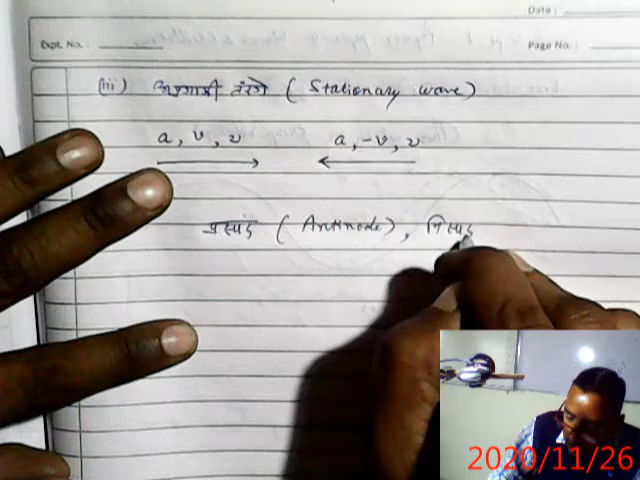 Date :
Expt. No. :
Page No. :
(iii) अप्रगामी तरंगे ( Stationary wave )
a, v, ν a, -v, ν
प्रस्पंद ( Antinode ), निस्पंद
2020/11/26